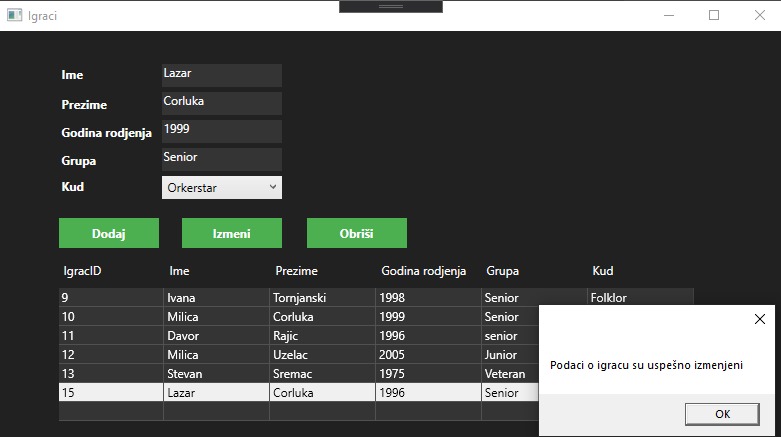 Igraci
Ime Lazar
Prezime Corluka
Godina rodjenja 1999
Grupa Senior
Kud Orkerstar
Dodaj Izmeni Obriši
IgracID Ime Prezime Godina rodjenja Grupa Kud
9 Ivana Tornjanski 1998 Senior Folklor
10 Milica Corluka 1999 Senior
11 Davor Rajic 1996 senior
12 Milica Uzelac 2005 Junior
13 Stevan Sremac 1975 Veteran
15 Lazar Corluka 1996 Senior
Podaci o igracu su uspešno izmenjeni
OK